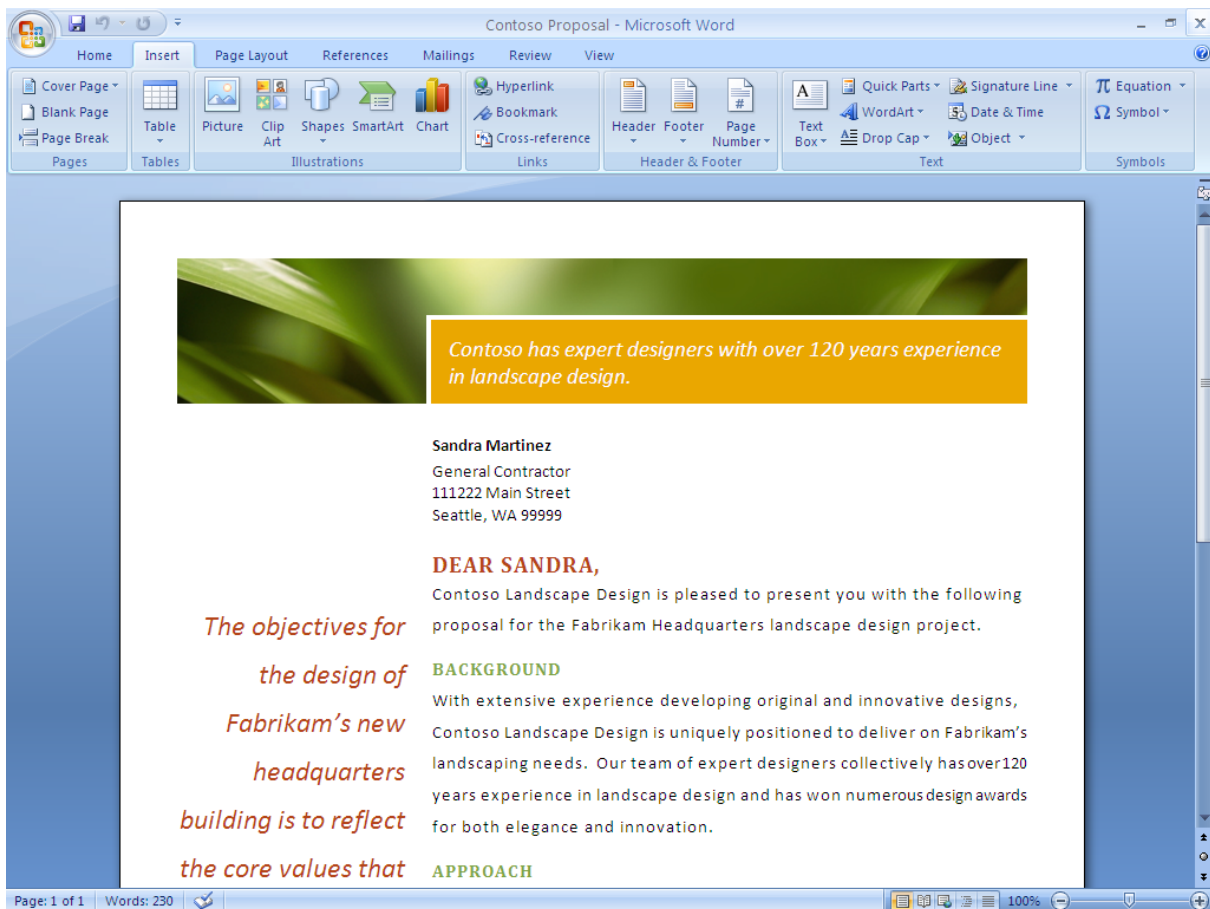 Contoso Proposal - Microsoft Word
Home Insert Page Layout References Mailings Review View
Cover Page
Blank Page
Page Break
Pages
Table
Tables
Picture
Clip
Art
Shapes
SmartArt
Chart
Illustrations
Hyperlink
Bookmark
Cross-reference
Links
Header
Footer
Page
Number
#
Header & Footer
A
Text
Box
Quick Parts
WordArt
Drop Cap
Signature Line
Date & Time
Object
Text
π Equation
Ω Symbol
Symbols
Contoso has expert designers with over 120 years experience
in landscape design.
Sandra Martinez
General Contractor
111222 Main Street
Seattle, WA 99999
DEAR SANDRA,
Contoso Landscape Design is pleased to present you with the following
proposal for the Fabrikam Headquarters landscape design project.
The objectives for
the design of
Fabrikam's new
headquarters
building is to reflect
the core values that
BACKGROUND
With extensive experience developing original and innovative designs,
Contoso Landscape Design is uniquely positioned to deliver on Fabrikam's
landscaping needs. Our team of expert designers collectively has over 120
years experience in landscape design and has won numerous design awards
for both elegance and innovation.
APPROACH
Page: 1 of 1 Words: 230
100%